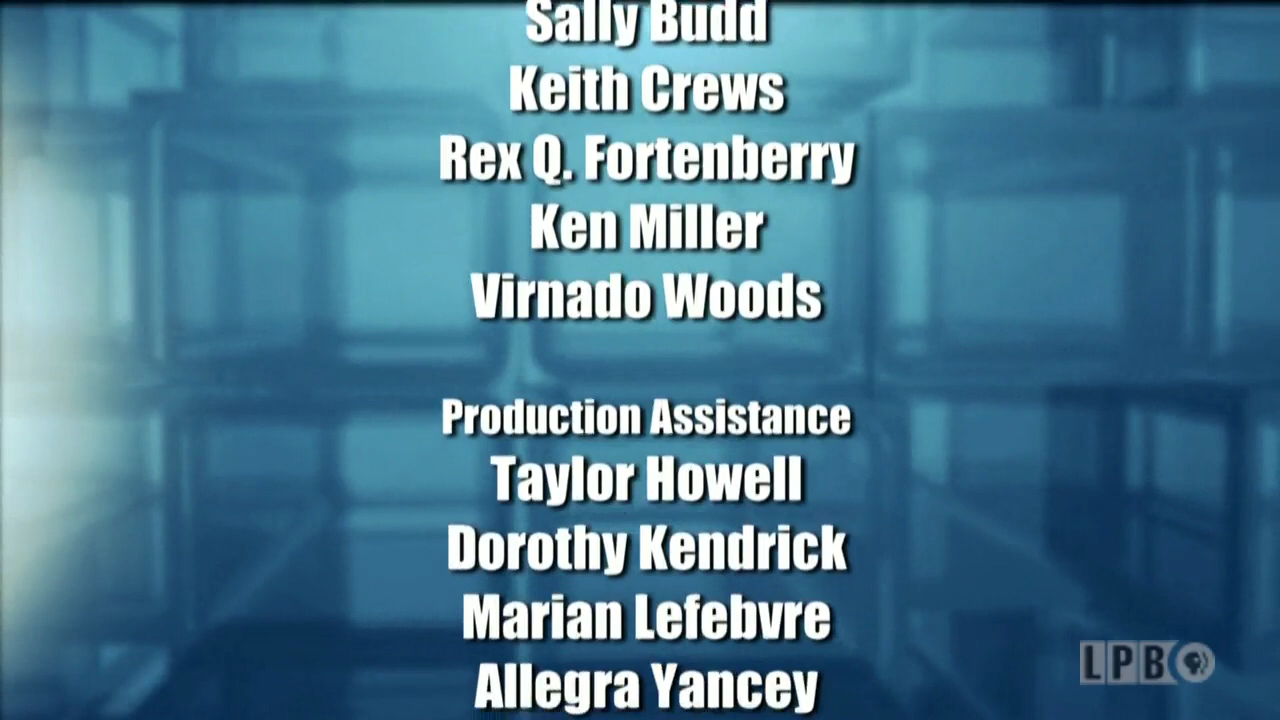 Sally Budd
Keith Crews
Rex Q. Fortenberry
Ken Miller
Virnado Woods
Production Assistance
Taylor Howell
Dorothy Kendrick
Marian Lefebvre
Allegra Yancey
LPB